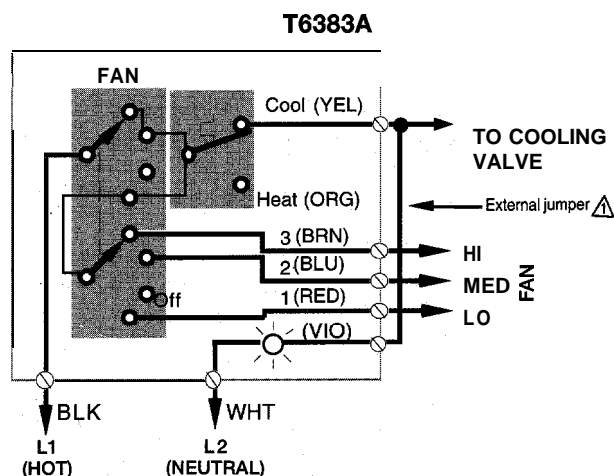 T6383A
FAN
Cool (YEL)
TO COOLING
VALVE
Heat (ORG)
External jumper 1
3 (BRN)
HI
2 (BLU)
MED
FAN
Off
1 (RED)
LO
(VIO)
BLK
WHT
L1
(HOT)
L2
(NEUTRAL)